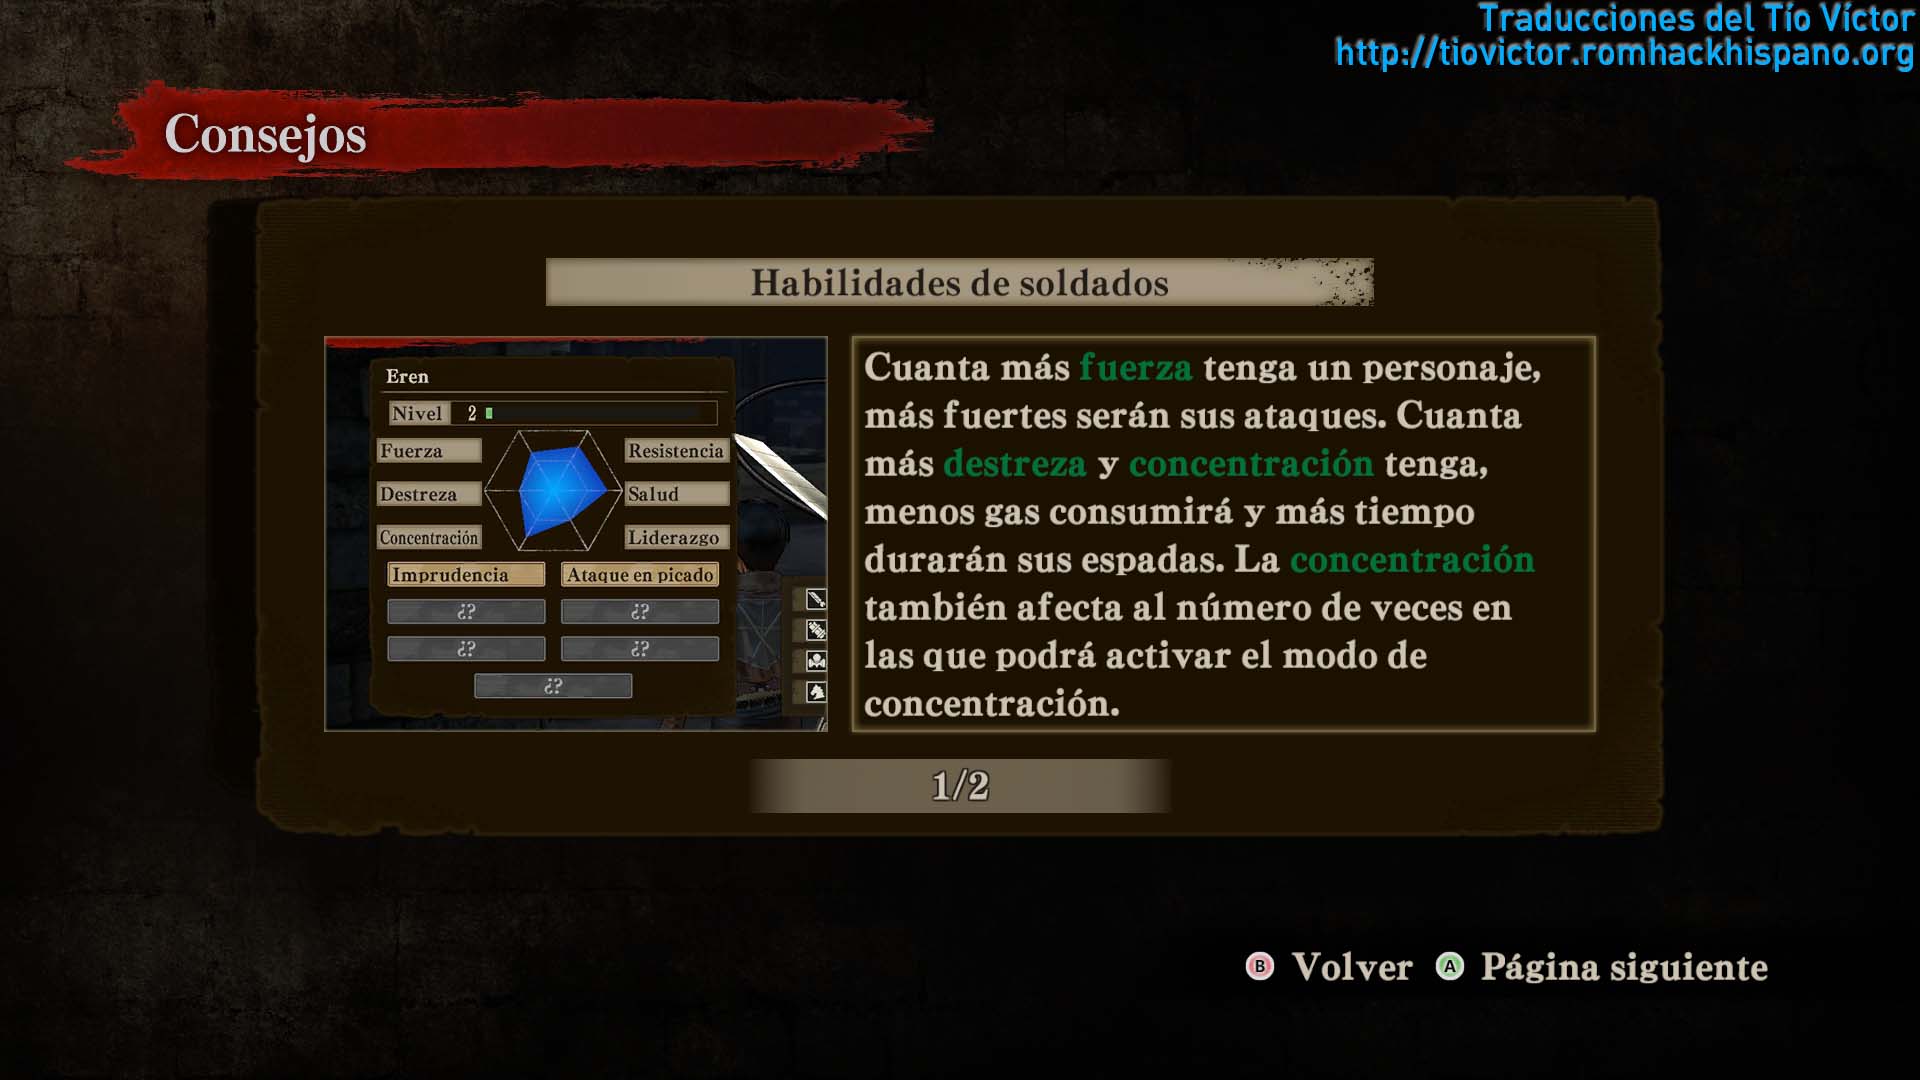 Traducciones del Tío Víctor
http://tiovictor.romhackhispano.org
Consejos
Habilidades de soldados
Eren
Nivel 2
Fuerza
Resistencia
Destreza
Salud
Concentración
Liderazgo
Imprudencia
Ataque en picado
¿?
¿?
¿?
¿?
¿?
Cuanta más fuerza tenga un personaje,
más fuertes serán sus ataques. Cuanta
más destreza y concentración tenga,
menos gas consumirá y más tiempo
durarán sus espadas. La concentración
también afecta al número de veces en
las que podrá activar el modo de
concentración.
1/2
B Volver A Página siguiente